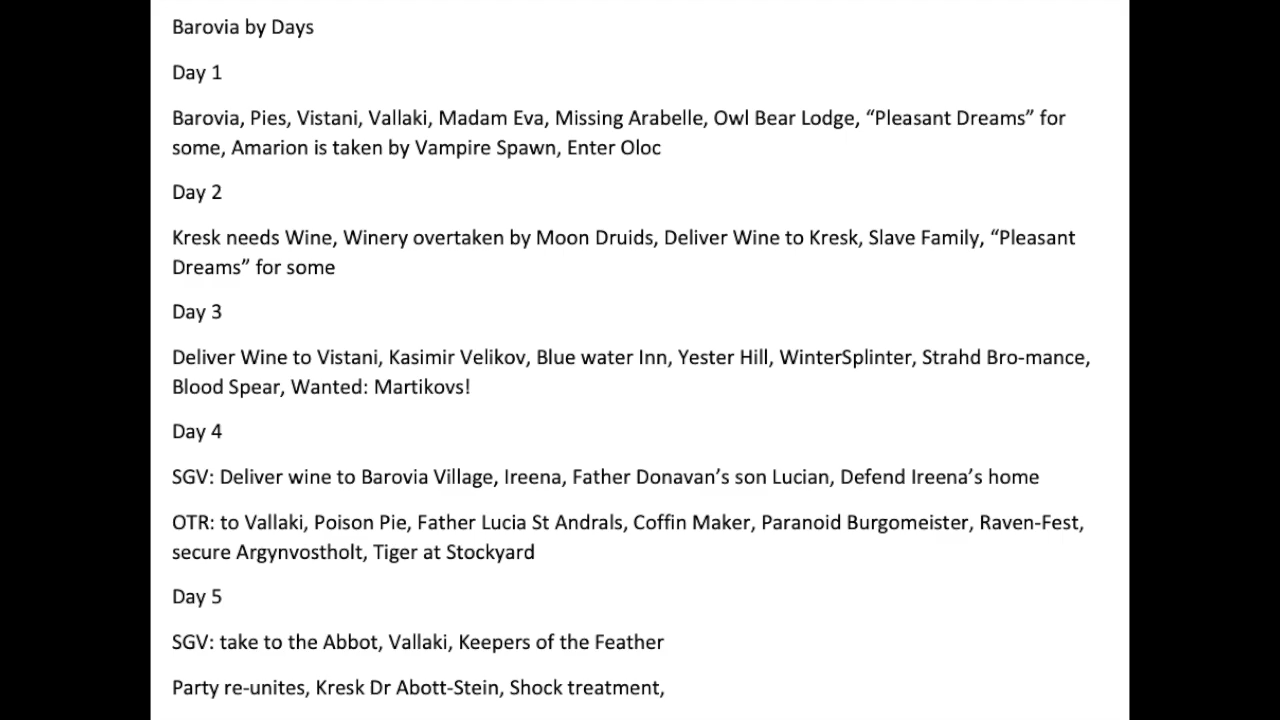 Barovia by Days
Day 1
Barovia, Pies, Vistani, Vallaki, Madam Eva, Missing Arabelle, Owl Bear Lodge, “Pleasant Dreams” for
some, Amarion is taken by Vampire Spawn, Enter Oloc
Day 2
Kresk needs Wine, Winery overtaken by Moon Druids, Deliver Wine to Kresk, Slave Family, “Pleasant
Dreams” for some
Day 3
Deliver Wine to Vistani, Kasimir Velikov, Blue water Inn, Yester Hill, WinterSplinter, Strahd Bro-mance,
Blood Spear, Wanted: Martikovs!
Day 4
SGV: Deliver wine to Barovia Village, Ireena, Father Donavan’s son Lucian, Defend Ireena’s home
OTR: to Vallaki, Poison Pie, Father Lucia St Andrals, Coffin Maker, Paranoid Burgomeister, Raven-Fest,
secure Argynvostholt, Tiger at Stockyard
Day 5
SGV: take to the Abbot, Vallaki, Keepers of the Feather
Party re-unites, Kresk Dr Abott-Stein, Shock treatment,